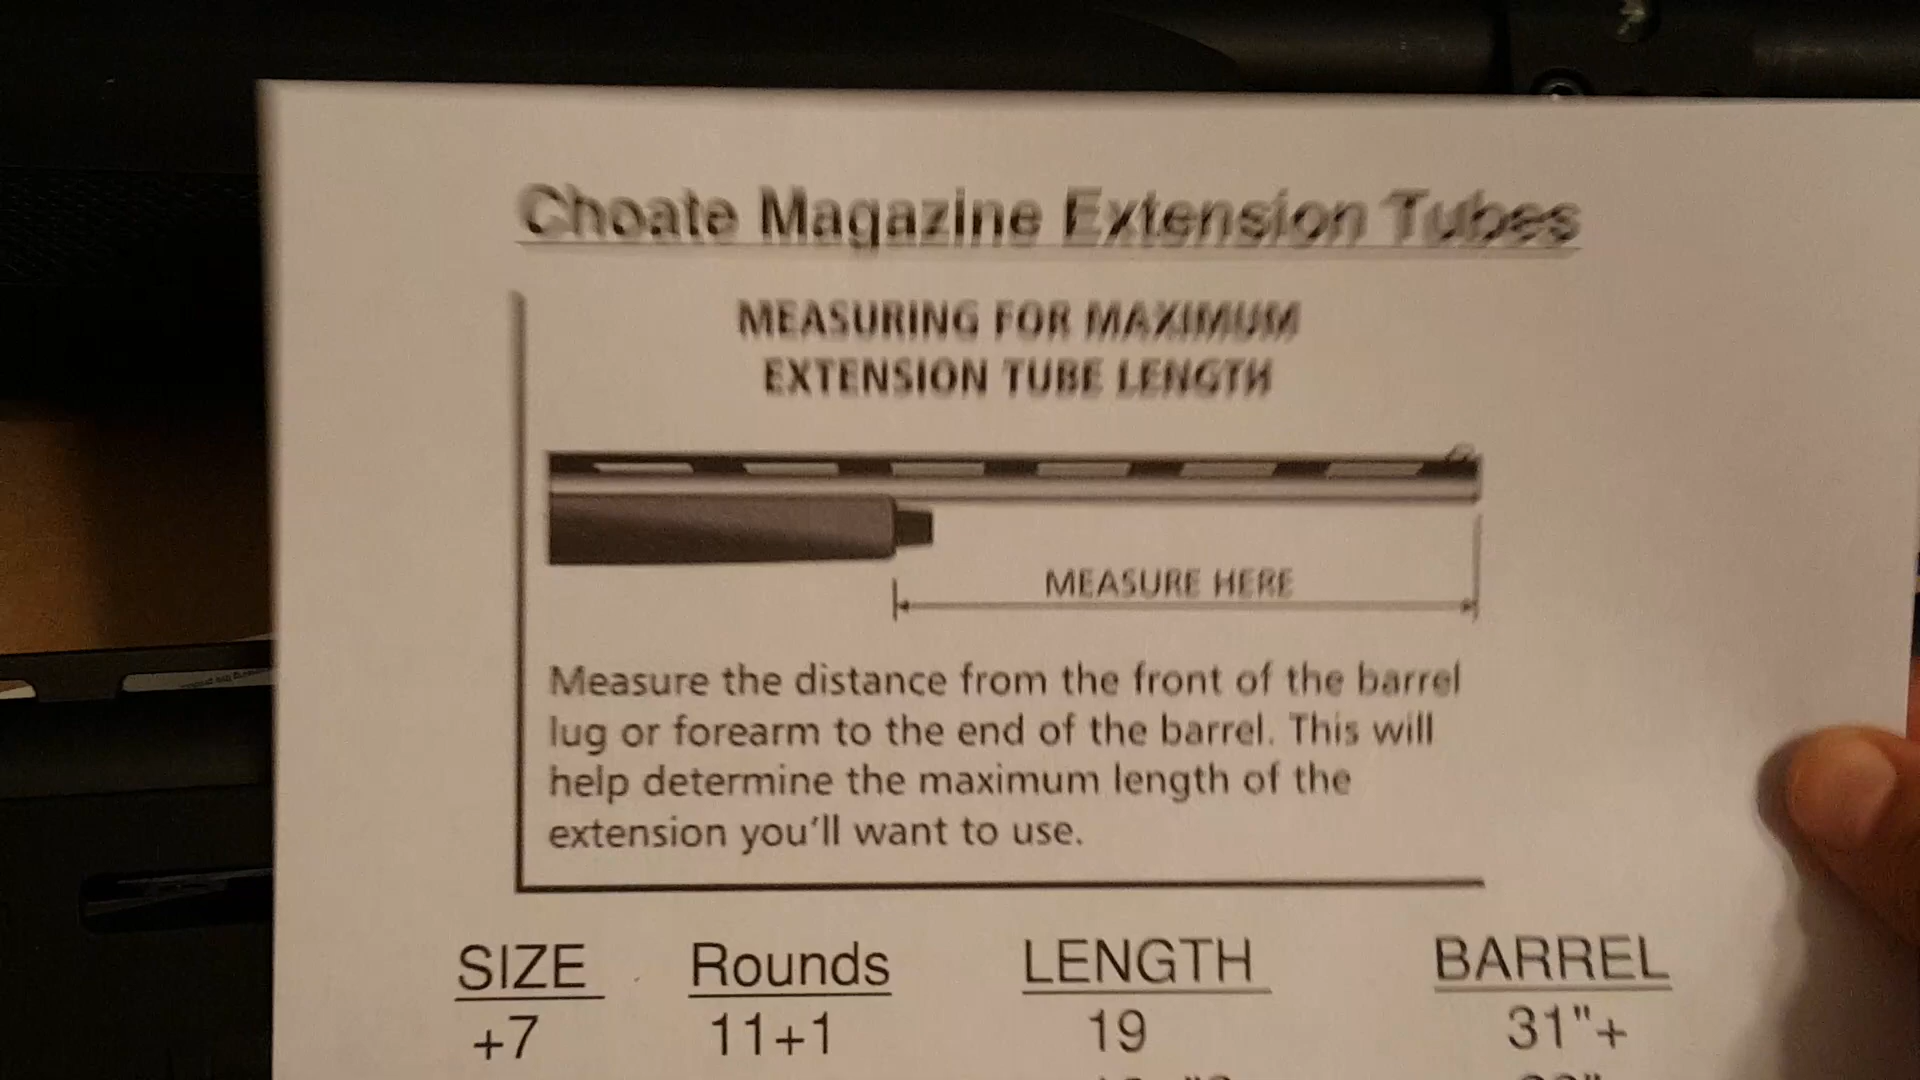 Choate Magazine Extension Tubes
MEASURING FOR MAXIMUM
EXTENSION TUBE LENGTH
MEASURE HERE
Measure the distance from the front of the barrel
lug or forearm to the end of the barrel. This will
help determine the maximum length of the
extension you'll want to use.
SIZE Rounds LENGTH BARREL
+7 11+1 19 31"+